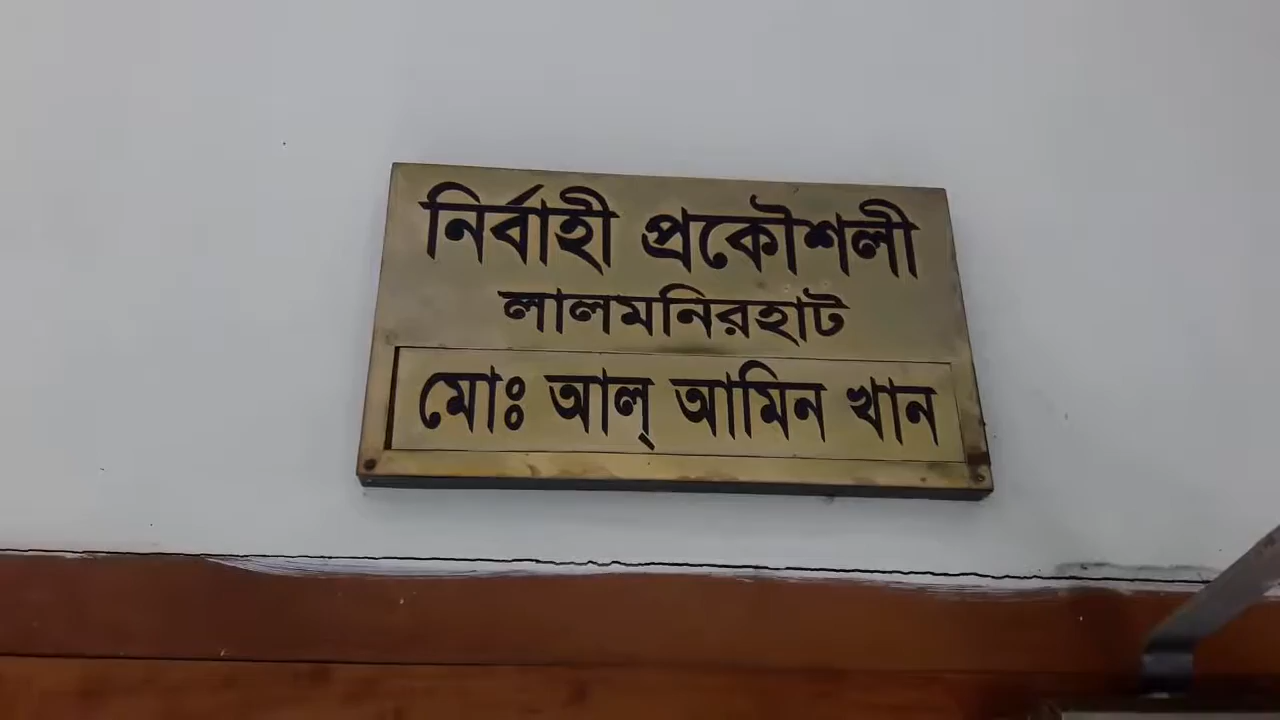 নির্বাহী প্রকৌশলী
লালমনিরহাট
মোঃ আল্ আমিন খান